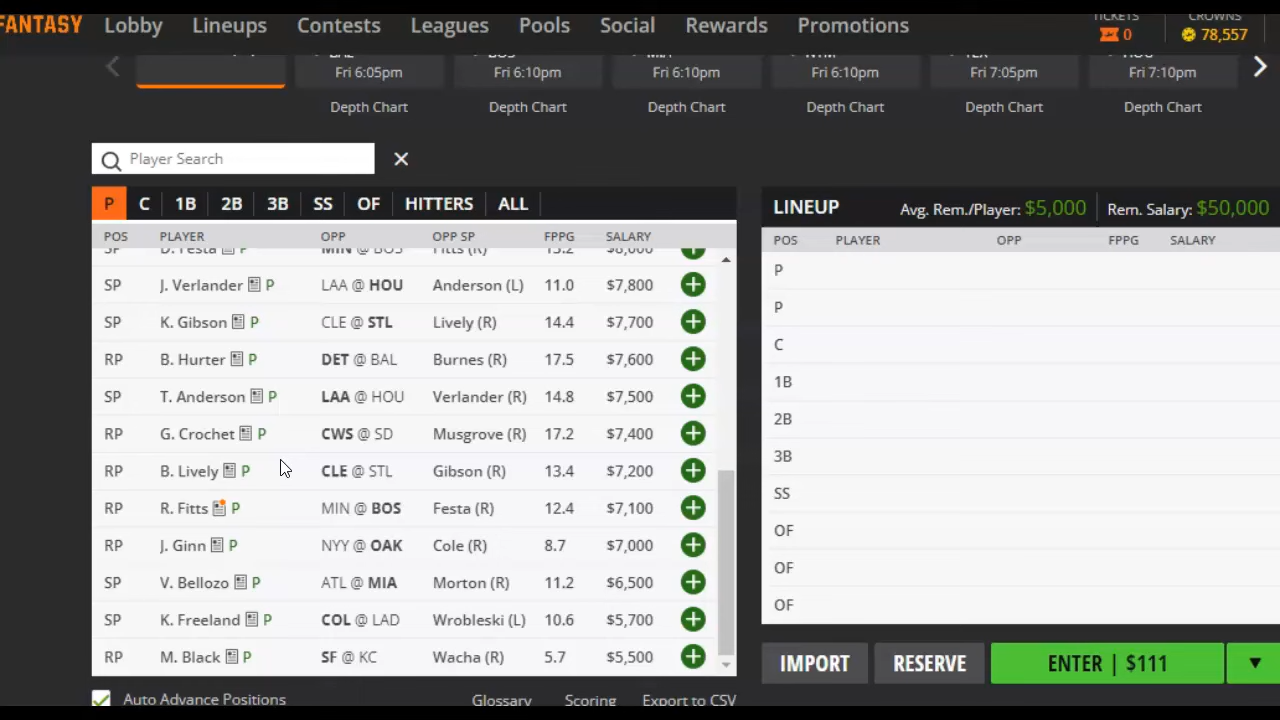 FANTASY Lobby Lineups Contests Leagues Pools Social Rewards Promotions
TICKETS 0 CROWNS 78,557
Fri 6:05pm Fri 6:10pm Fri 6:10pm Fri 6:10pm Fri 7:05pm Fri 7:10pm
Depth Chart Depth Chart Depth Chart Depth Chart Depth Chart Depth Chart
Player Search
P C 1B 2B 3B SS OF HITTERS ALL
POS PLAYER OPP OPP SP FPPG SALARY
SP D. Festa P MIN @ BOS Fitts (R) 13.2 $8,000
SP J. Verlander P LAA @ HOU Anderson (L) 11.0 $7,800
SP K. Gibson P CLE @ STL Lively (R) 14.4 $7,700
RP B. Hurter P DET @ BAL Burnes (R) 17.5 $7,600
SP T. Anderson P LAA @ HOU Verlander (R) 14.8 $7,500
RP G. Crochet P CWS @ SD Musgrove (R) 17.2 $7,400
RP B. Lively P CLE @ STL Gibson (R) 13.4 $7,200
RP R. Fitts P MIN @ BOS Festa (R) 12.4 $7,100
RP J. Ginn P NYY @ OAK Cole (R) 8.7 $7,000
SP V. Bellozo P ATL @ MIA Morton (R) 11.2 $6,500
SP K. Freeland P COL @ LAD Wrobleski (L) 10.6 $5,700
RP M. Black P SF @ KC Wacha (R) 5.7 $5,500
Auto Advance Positions Glossary Scoring Export to CSV
LINEUP Avg. Rem./Player: $5,000 Rem. Salary: $50,000
POS PLAYER OPP FPPG SALARY
P
P
C
1B
2B
3B
SS
OF
OF
OF
IMPORT RESERVE ENTER | $111